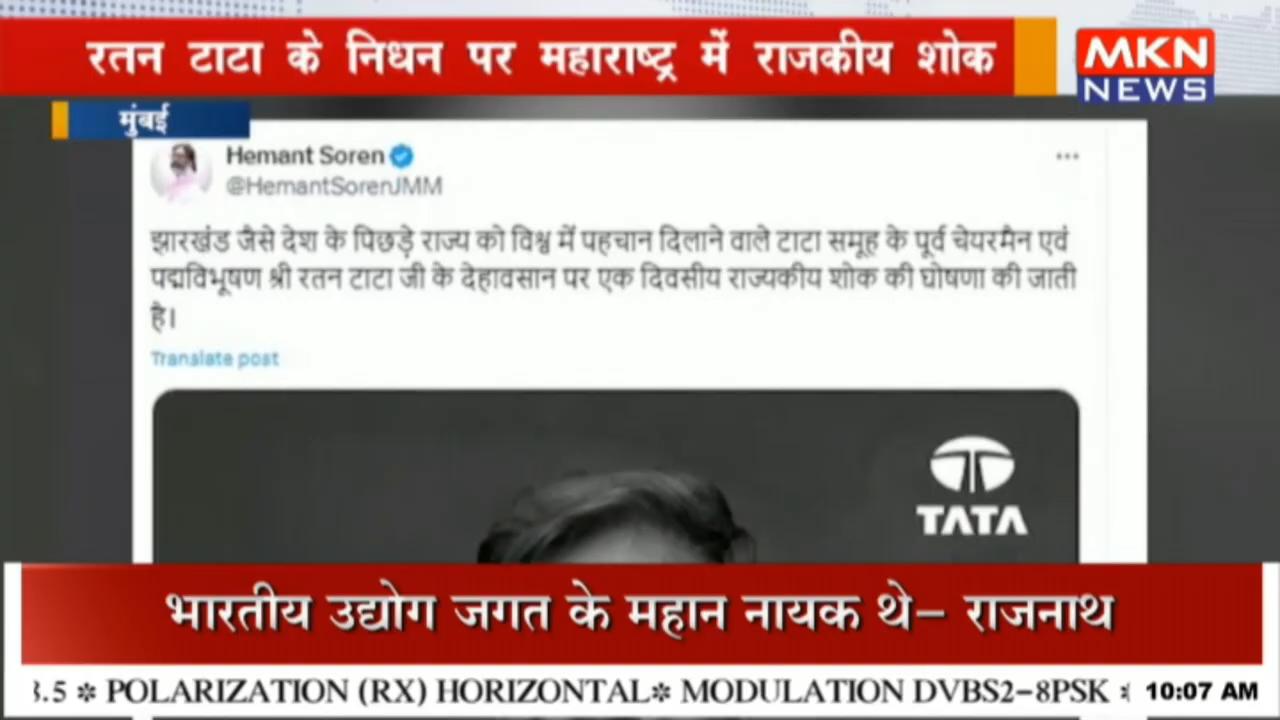 रतन टाटा के निधन पर महाराष्ट्र में राजकीय शोक
MKN
NEWS
मुंबई
Hemant Soren
@HemantSorenJMM
झारखंड जैसे देश के पिछड़े राज्य को विश्व में पहचान दिलाने वाले टाटा समूह के पूर्व चेयरमैन एवं
पद्मविभूषण श्री रतन टाटा जी के देहावसान पर एक दिवसीय राज्यकीय शोक की घोषणा की जाती
है।
Translate post
TATA
भारतीय उद्योग जगत के महान नायक थे- राजनाथ
3.5 * POLARIZATION (RX) HORIZONTAL* MODULATION DVBS2-8PSK * 10:07 AM